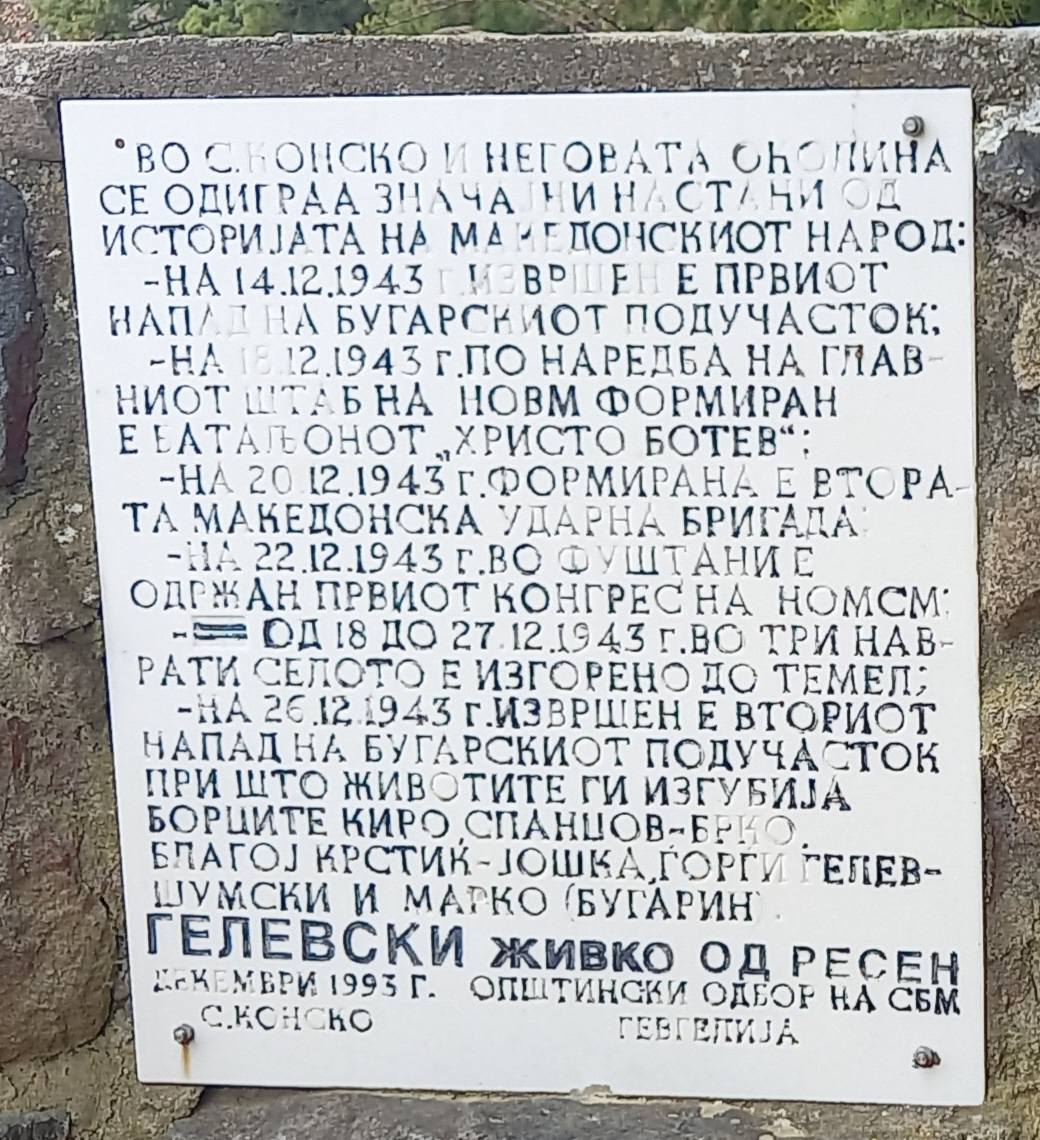 ВО С.КОНСКО И НЕГОВАТА ОКОЛИНА
СЕ ОДИГРАА ЗНАЧАЈНИ НАСТАНИ ОД
ИСТОРИЈАТА НА МАКЕДОНСКИОТ НАРОД:
-НА 14.12.1943 Г.ИЗВРШЕН Е ПРВИОТ
НАПАД НА БУГАРСКИОТ ПОДУЧАСТОК;
-НА 18.12.1943 Г.ПО НАРЕДБА НА ГЛАВ-
НИОТ ШТАБ НА НОВМ ФОРМИРАН
Е БАТАЉОНОТ „ХРИСТО БОТЕВ“;
-НА 20.12.1943 Г.ФОРМИРАНА Е ВТОРА-
ТА МАКЕДОНСКА УДАРНА БРИГАДА:
-НА 22.12.1943 Г.ВО ФУШТАНИ Е
ОДРЖАН ПРВИОТ КОНГРЕС НА НОМСМ;
- ОД 18 ДО 27.12.1943 Г.ВО ТРИ НАВ-
РАТИ СЕЛОТО Е ИЗГОРЕНО ДО ТЕМЕЛ;
-НА 26.12.1943 Г.ИЗВРШЕН Е ВТОРИОТ
НАПАД НА БУГАРСКИОТ ПОДУЧАСТОК
ПРИ ШТО ЖИВОТИТЕ ГИ ИЗГУБИЈА
БОРЦИТЕ КИРО,СПАНЦОВ-БРКО,
БЛАГОЈ КРСТИЌ-ЈОШКА,ЃОРГИ ГЕЛЕВ-
ШУМСКИ И МАРКО (БУГАРИН).
ГЕЛЕВСКИ ЖИВКО ОД РЕСЕН
ДЕКЕМВРИ 1993 Г. ОПШТИНСКИ ОДБОР НА СБМ
С.КОНСКО ГЕВГЕЛИЈА